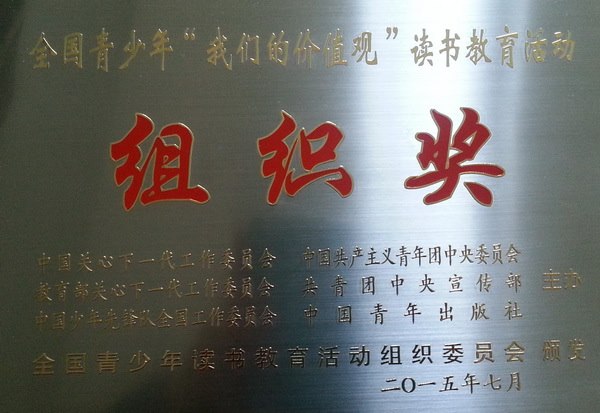 全国青少年“我们的价值观”读书教育活动
组织奖
中国关心下一代工作委员会 中国共产主义青年团中央委员会
教育部关心下一代工作委员会 共青团中央宣传部 主办
中国少年先锋队全国工作委员会 中国青年出版社
全国青少年读书教育活动组织委员会 颁发
二〇一五年七月